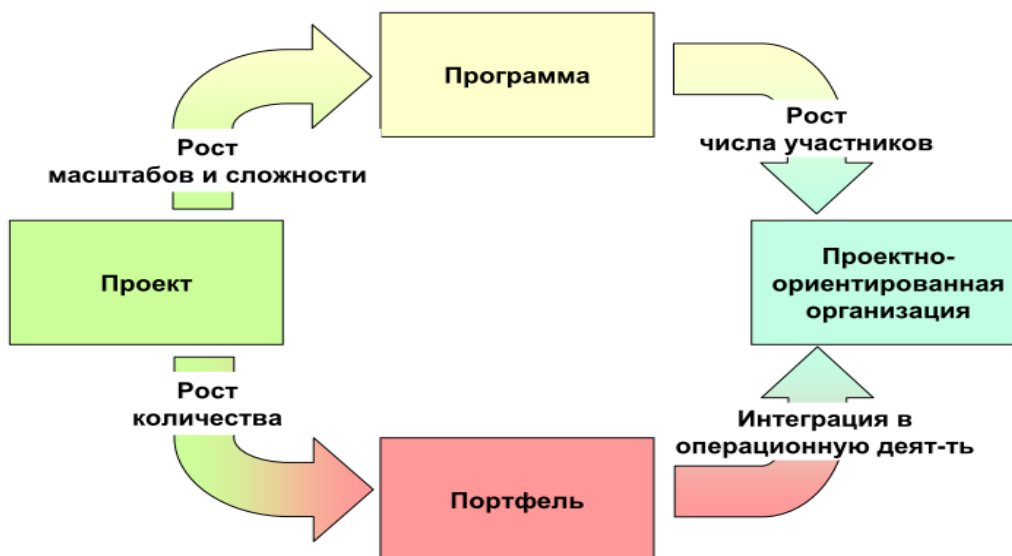 Программа
Рост
масштабов и сложности
Рост
числа участников
Проект
Проектно-
ориентированная
организация
Рост
количества
Интеграция в
операционную деят-ть
Портфель